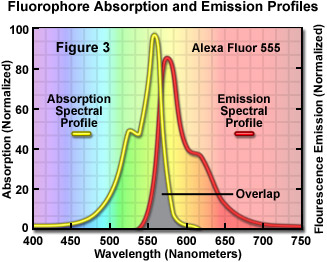 Fluorophore Absorption and Emission Profiles
Figure 3
Alexa Fluor 555
Absorption
Spectral
Profile
Emission
Spectral
Profile
Overlap
Absorption (Normalized)
Flourescence Emission (Normalized)
100
80
60
40
20
0
400 450 500 550 600 650 700 750
Wavelength (Nanometers)